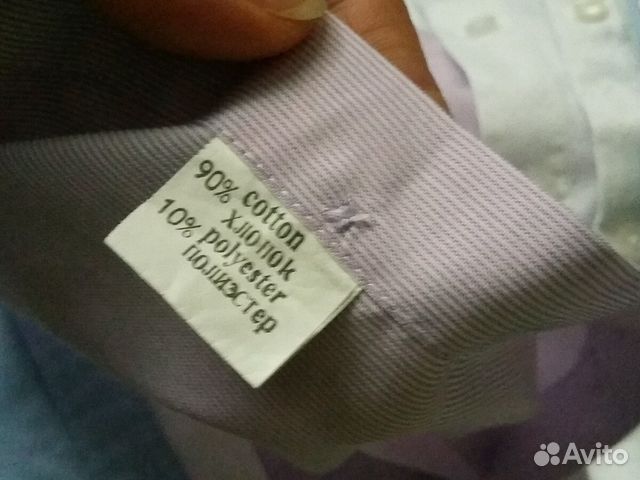 90% cotton
хлопок
10% polyester
полиэстер
Avito